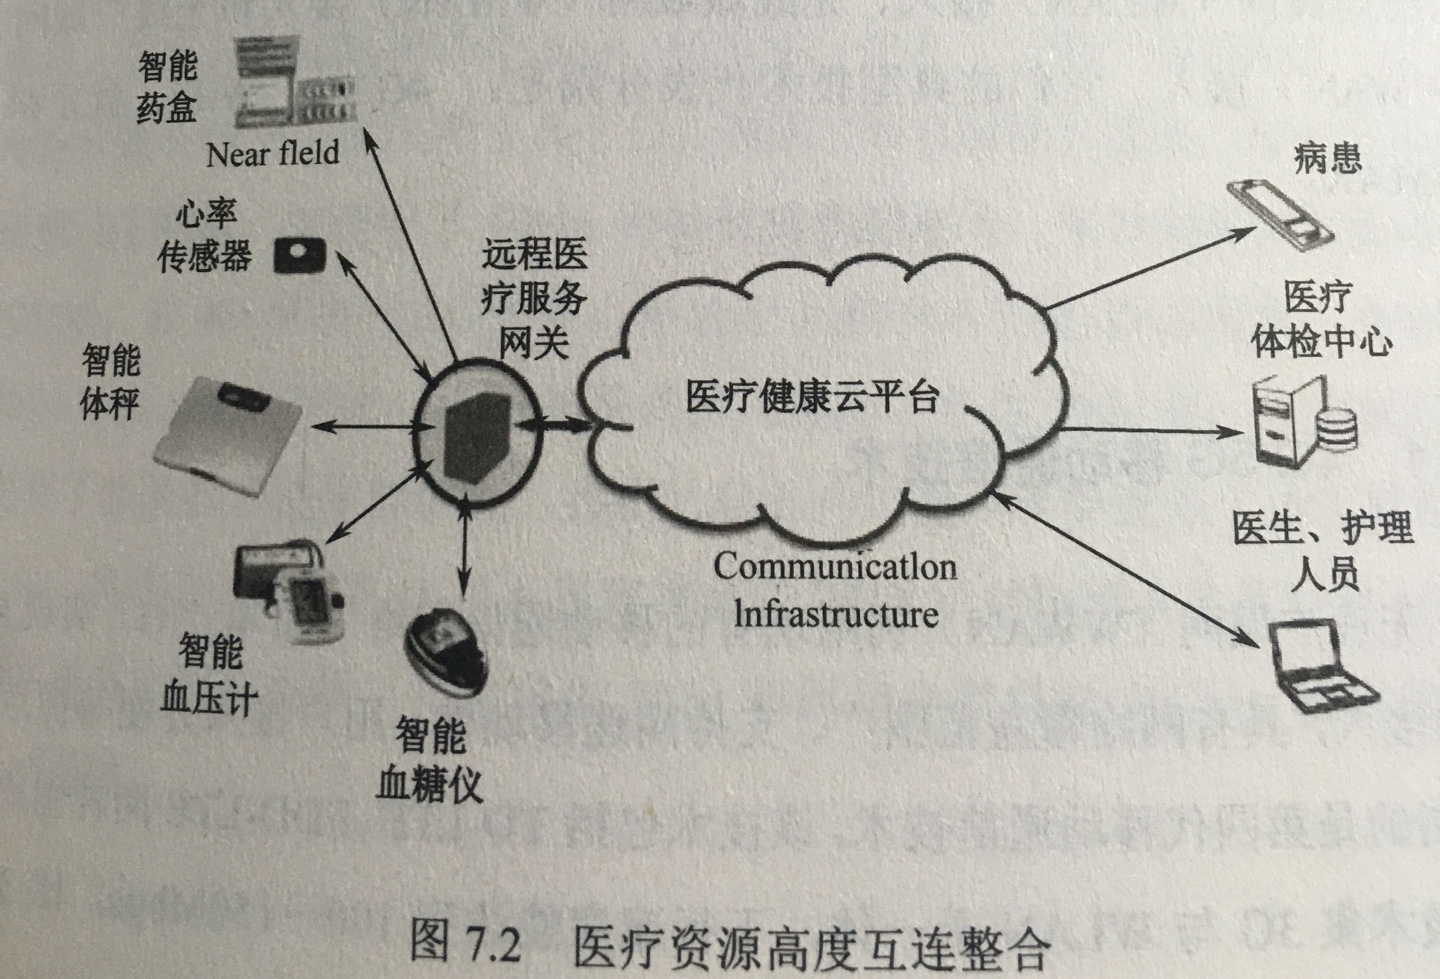 智能
药盒
Near fleld
心率
传感器
智能
体秤
智能
血压计
智能
血糖仪
远程医
疗服务
网关
医疗健康云平台
Communicatlon
lnfrastructure
病患
医疗
体检中心
医生、护理
人员
图 7.2 医疗资源高度互连整合